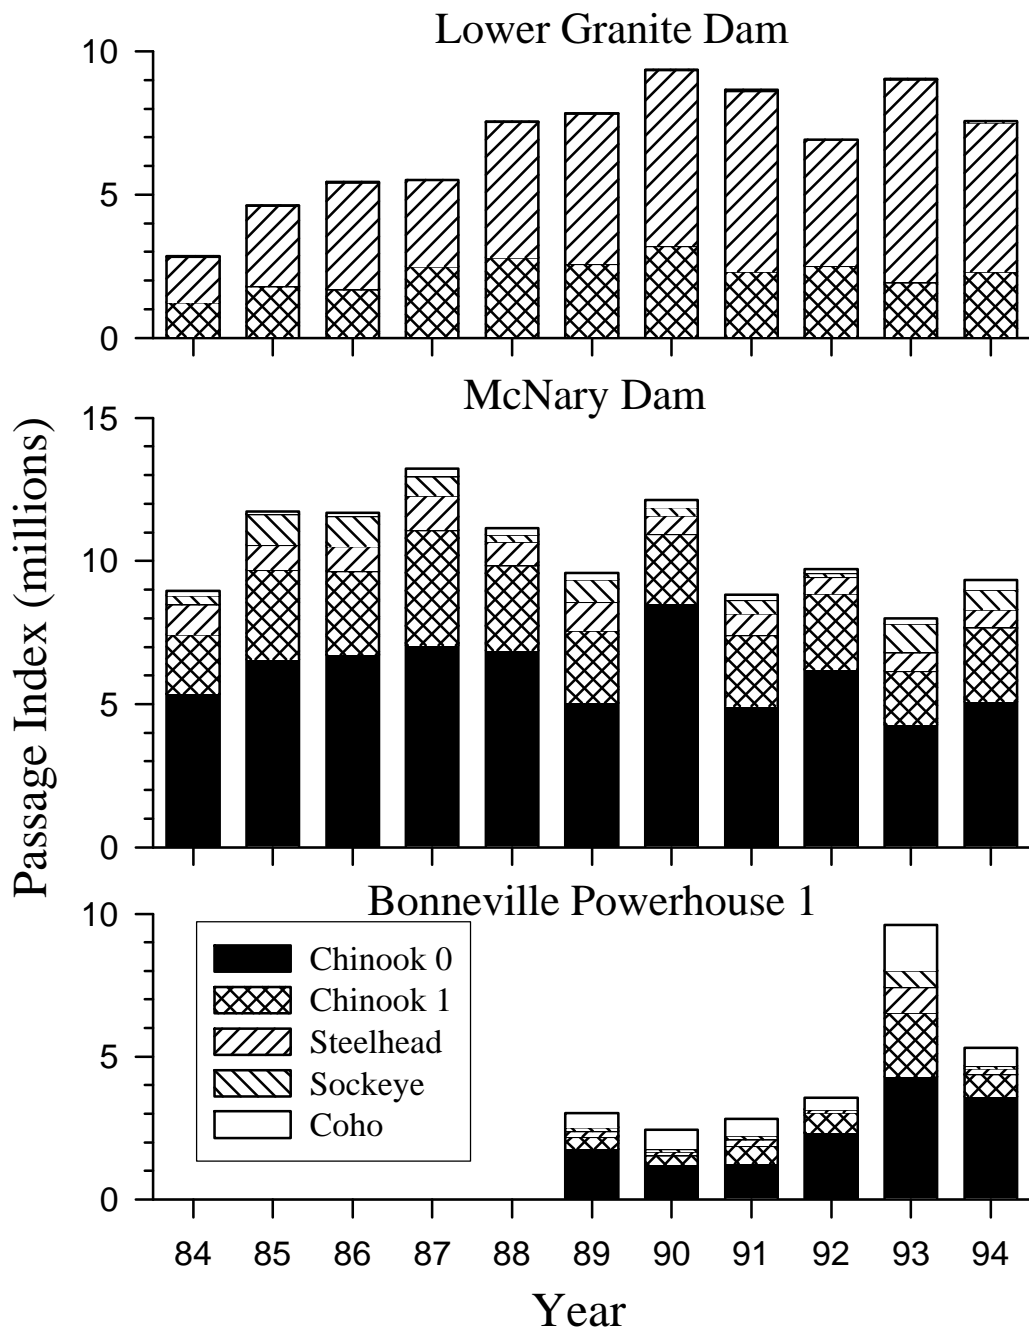 Lower Granite Dam
10
5
0
McNary Dam
15
10
5
0
Passage Index (millions)
Bonneville Powerhouse 1
10
5
0
Chinook 0
Chinook 1
Steelhead
Sockeye
Coho
84 85 86 87 88 89 90 91 92 93 94
Year